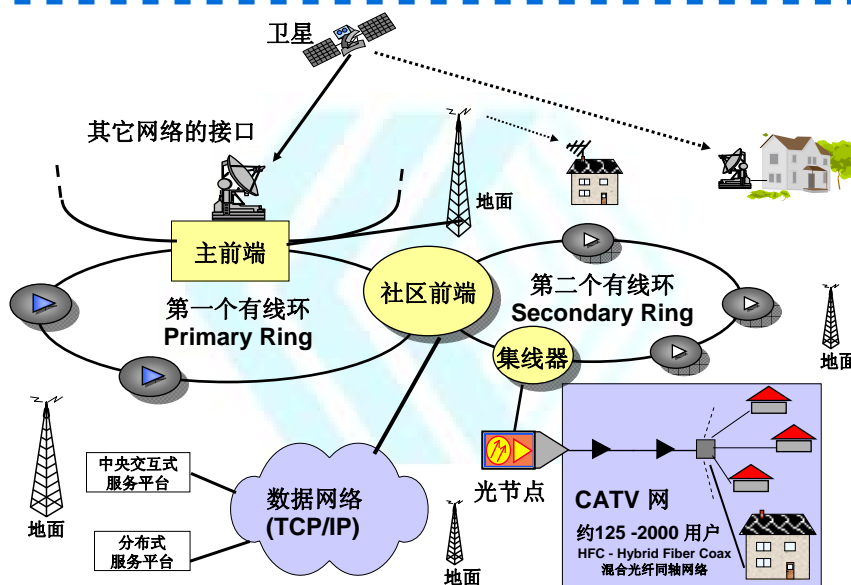 卫星
其它网络的接口
地面
主前端
社区前端
第一个有线环
Primary Ring
第二个有线环
Secondary Ring
集线器
地面
地面
中央交互式
服务平台
分布式
服务平台
数据网络
(TCP/IP)
地面
光节点
CATV 网
约125 -2000 用户
HFC - Hybrid Fiber Coax
混合光纤同轴网络